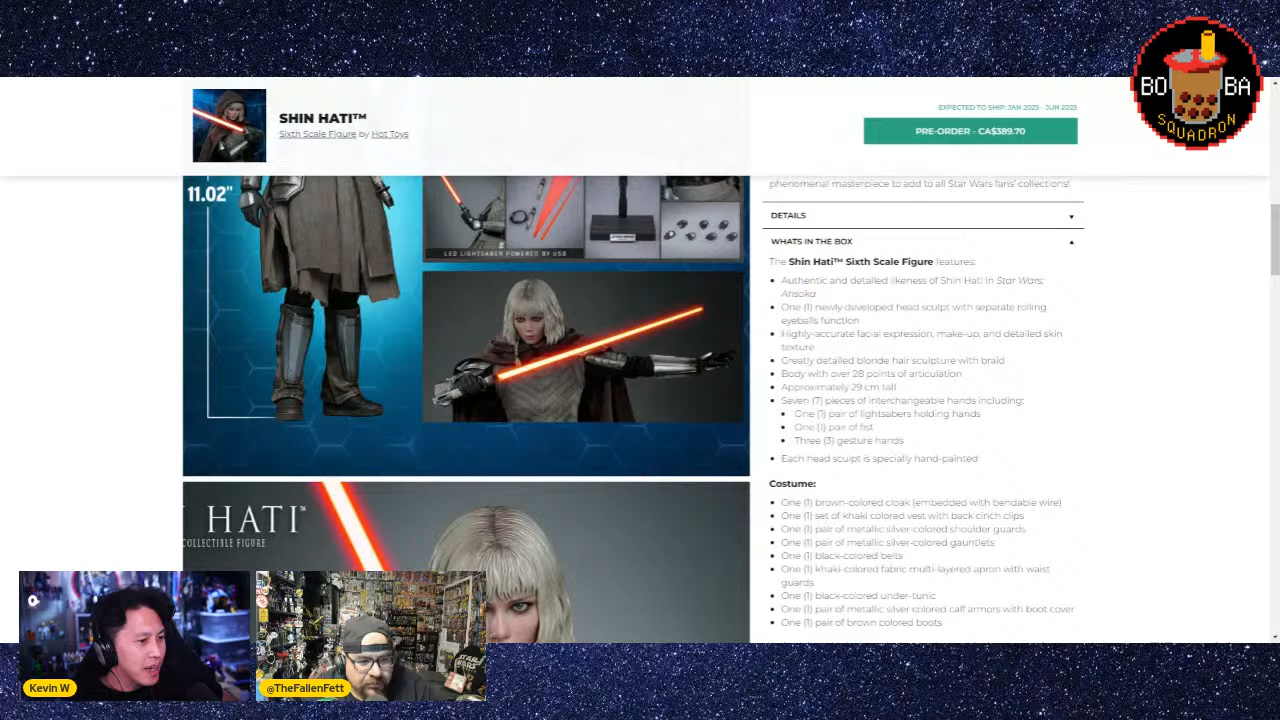 BO BA
SQUADRON
SHIN HATI™
Sixth Scale Figure by Hot Toys
EXPECTED TO SHIP: JAN 2025 - JUN 2025
PRE-ORDER - CA$389.70
11.02"
LED LIGHTSABER POWERED BY USB
HATI™
COLLECTIBLE FIGURE
phenomenal masterpiece to add to all Star Wars fans' collections!
DETAILS
WHATS IN THE BOX
The Shin Hati™ Sixth Scale Figure features:
Authentic and detailed likeness of Shin Hati in Star Wars:
Ahsoka
One (1) newly developed head sculpt with separate rolling
eyeballs function
Highly-accurate facial expression, make-up, and detailed skin
texture
Greatly detailed blonde hair sculpture with braid
Body with over 28 points of articulation
Approximately 29 cm tall
Seven (7) pieces of interchangeable hands including:
One (1) pair of lightsabers holding hands
One (1) pair of fist
Three (3) gesture hands
Each head sculpt is specially hand-painted
Costume:
One (1) brown-colored cloak (embedded with bendable wire)
One (1) set of khaki colored vest with back cinch clips
One (1) pair of metallic silver-colored shoulder guards
One (1) pair of metallic silver-colored gauntlets
One (1) black-colored belts
One (1) khaki-colored fabric multi-layered apron with waist
guards
One (1) black-colored under-tunic
One (1) pair of metallic silver colored calf armors with boot cover
One (1) pair of brown colored boots
Kevin W
@TheFallenFett